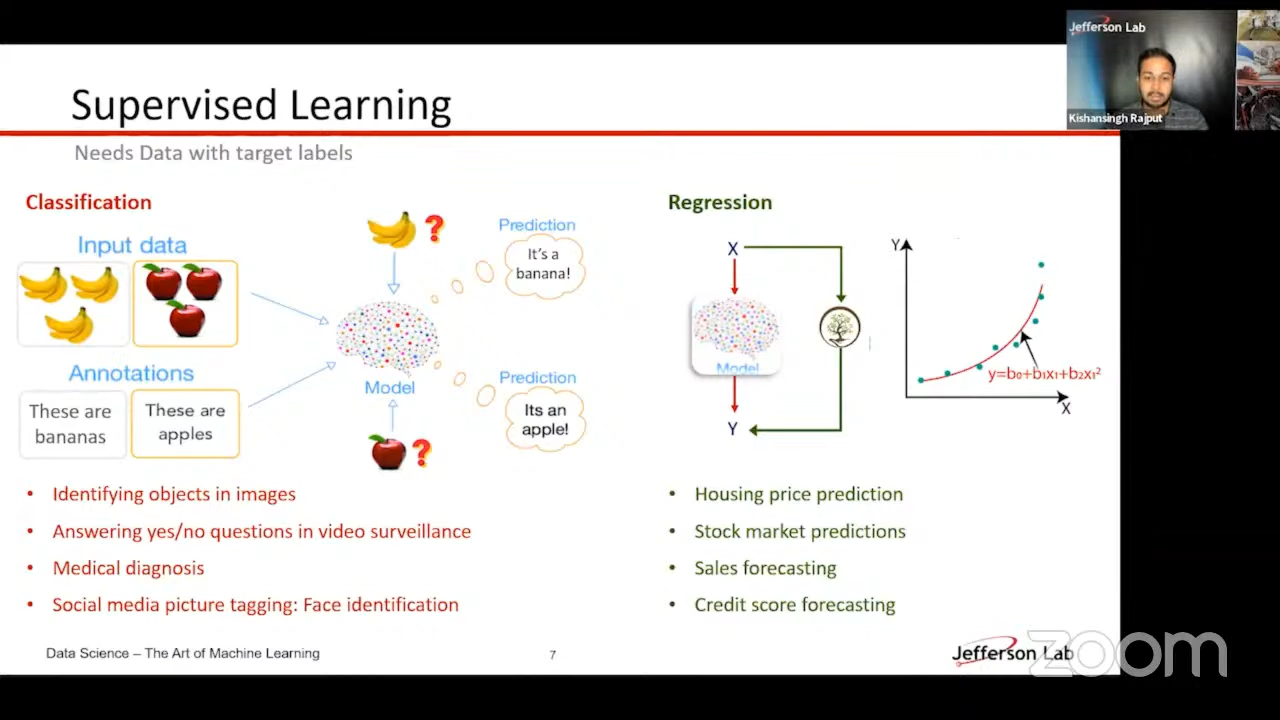 Jefferson Lab
Kishansingh Rajput
Supervised Learning
Needs Data with target labels
Classification
Input data
Annotations
These are
bananas
These are
apples
Model
Prediction
It's a
banana!
Prediction
Its an
apple!
?
?
• Identifying objects in images
• Answering yes/no questions in video surveillance
• Medical diagnosis
• Social media picture tagging: Face identification
Regression
X
Model
Y
Y
y=b₀+b₁x₁+b₂x₁²
X
• Housing price prediction
• Stock market predictions
• Sales forecasting
• Credit score forecasting
Data Science – The Art of Machine Learning
7
Jefferson Lab
zoom